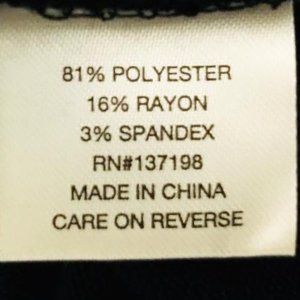 81% POLYESTER
16% RAYON
3% SPANDEX
RN#137198
MADE IN CHINA
CARE ON REVERSE